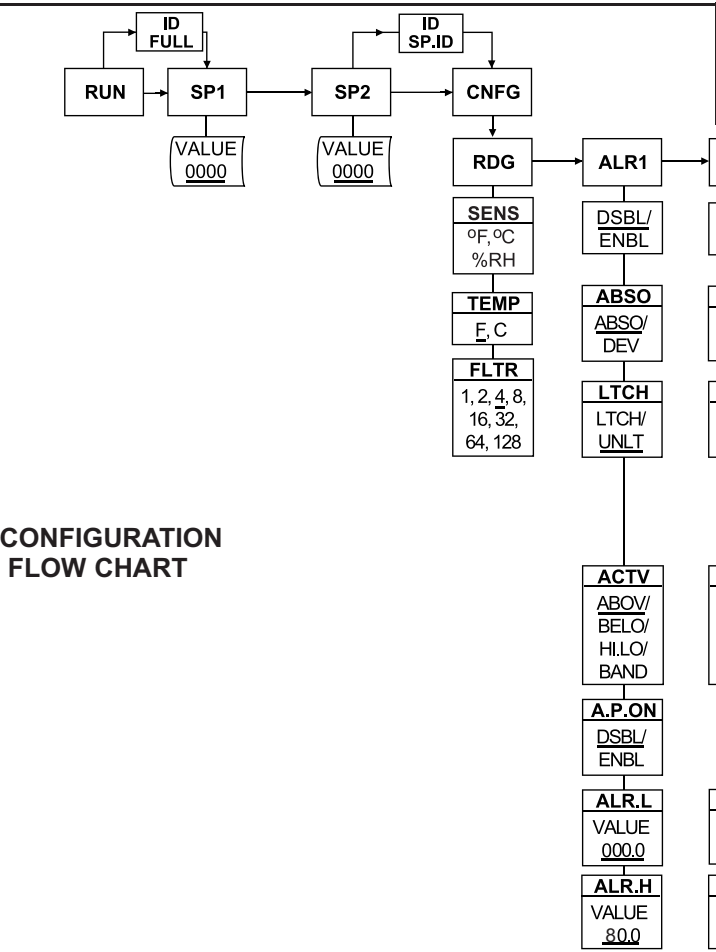 ID
FULL
ID
SP.ID
RUN
SP1
SP2
CNFG
VALUE
0000
VALUE
0000
RDG
ALR1
SENS
ºF,ºC
%RH
TEMP
F, C
FLTR
1, 2, 4, 8,
16, 32,
64, 128
DSBL/
ENBL
ABSO
ABSO/
DEV
LTCH
LTCH/
UNLT
CONFIGURATION
FLOW CHART
ACTV
ABOV/
BELO/
HI.LO/
BAND
A.P.ON
DSBL/
ENBL
ALR.L
VALUE
000.0
ALR.H
VALUE
80.0